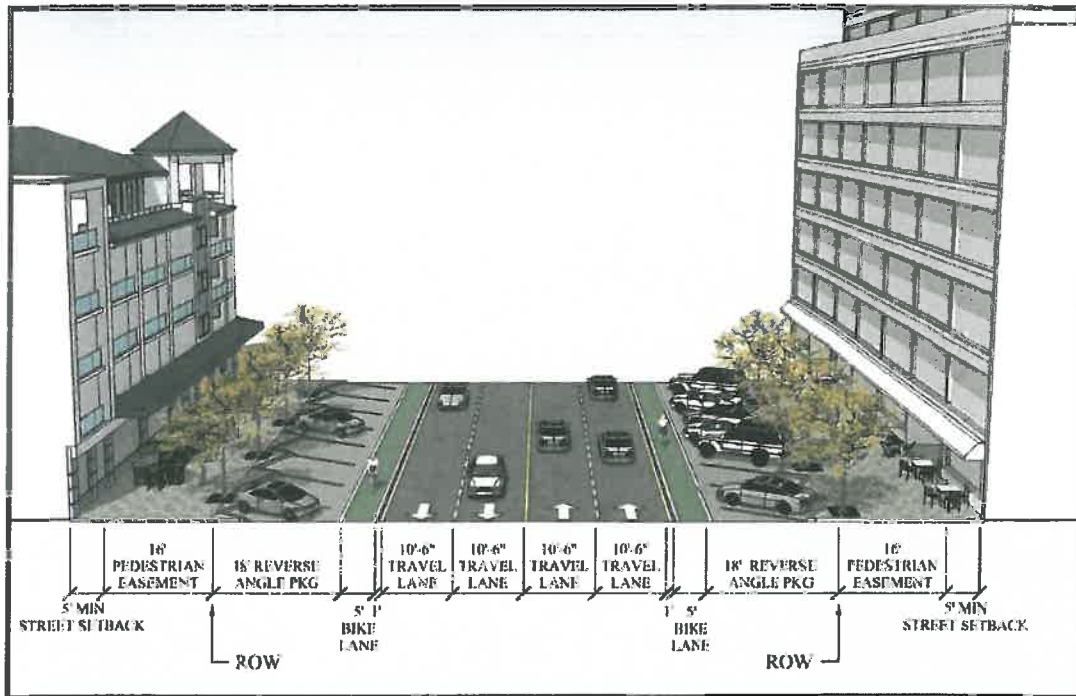 16'
PEDESTRIAN
EASEMENT
18' REVERSE
ANGLE PKG
10'-6"
TRAVEL
LANE
10'-6"
TRAVEL
LANE
10'-6"
TRAVEL
LANE
10'-6"
TRAVEL
LANE
18' REVERSE
ANGLE PKG
16'
PEDESTRIAN
EASEMENT
5' MIN
STREET SETBACK
5' 1'
BIKE
LANE
1' 5'
BIKE
LANE
5' MIN
STREET SETBACK
ROW
ROW